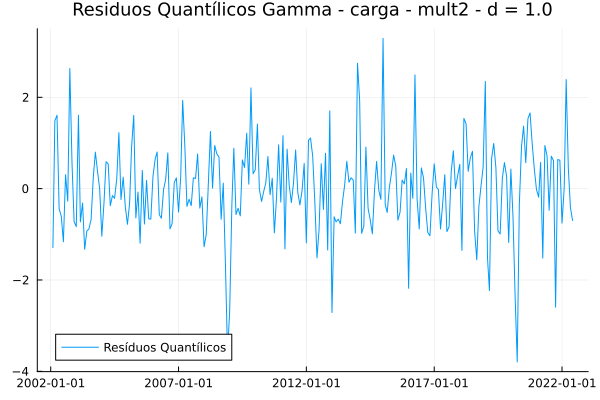 Residuos Quantílicos Gamma - carga - mult2 - d = 1.0
2
0
−2
−4
Resíduos Quantílicos
2002-01-01 2007-01-01 2012-01-01 2017-01-01 2022-01-01